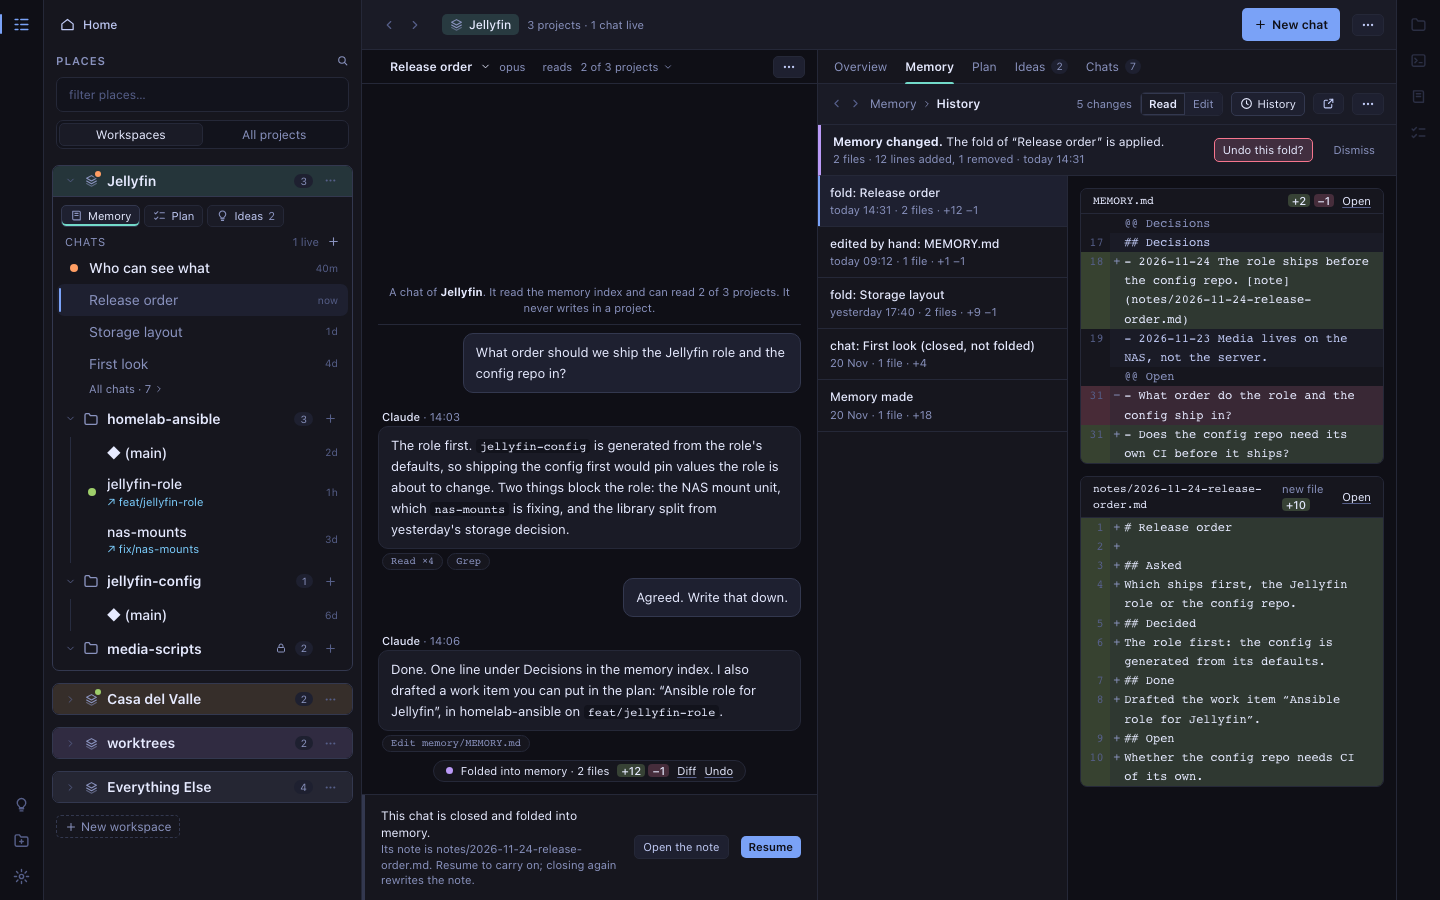 Home
PLACES
filter places...
Workspaces
All projects
Jellyfin
3
Memory
Plan
Ideas 2
CHATS
1 live
Who can see what
40m
Release order
now
Storage layout
1d
First look
4d
All chats · 7
homelab-ansible
3
(main)
2d
jellyfin-role
↗ feat/jellyfin-role
1h
nas-mounts
↗ fix/nas-mounts
3d
jellyfin-config
1
(main)
6d
media-scripts
2
Casa del Valle
2
worktrees
2
Everything Else
4
+ New workspace
Jellyfin
3 projects · 1 chat live
+ New chat
Release order
opus
reads 2 of 3 projects
A chat of Jellyfin. It read the memory index and can read 2 of 3 projects. It
never writes in a project.
What order should we ship the Jellyfin role and the
config repo in?
Claude · 14:03
The role first. jellyfin-config is generated from the role's
defaults, so shipping the config first would pin values the role is
about to change. Two things block the role: the NAS mount unit,
which nas-mounts is fixing, and the library split from
yesterday's storage decision.
Read ×4
Grep
Agreed. Write that down.
Claude · 14:06
Done. One line under Decisions in the memory index. I also
drafted a work item you can put in the plan: “Ansible role for
Jellyfin”, in homelab-ansible on feat/jellyfin-role.
Edit memory/MEMORY.md
Folded into memory · 2 files +12 −1 Diff Undo
This chat is closed and folded into
memory.
Its note is notes/2026-11-24-release-
order.md. Resume to carry on; closing again
rewrites the note.
Open the note
Resume
Overview
Memory
Plan
Ideas 2
Chats 7
Memory › History
5 changes
Read
Edit
History
Memory changed. The fold of “Release order” is applied.
2 files · 12 lines added, 1 removed · today 14:31
Undo this fold?
Dismiss
fold: Release order
today 14:31 · 2 files · +12 −1
edited by hand: MEMORY.md
today 09:12 · 1 file · +1 −1
fold: Storage layout
yesterday 17:40 · 2 files · +9 −1
chat: First look (closed, not folded)
20 Nov · 1 file · +4
Memory made
20 Nov · 1 file · +18
MEMORY.md
+2 −1 Open
@@ Decisions
17 ## Decisions
18 + - 2026-11-24 The role ships before
the config repo. [note]
(notes/2026-11-24-release-
order.md)
19 - 2026-11-23 Media lives on the
NAS, not the server.
@@ Open
31 − - What order do the role and the
config ship in?
31 + - Does the config repo need its
own CI before it ships?
notes/2026-11-24-release-
order.md
new file
+10
Open
1 + # Release order
2 +
3 + ## Asked
4 + Which ships first, the Jellyfin
role or the config repo.
5 + ## Decided
6 + The role first: the config is
generated from its defaults.
7 + ## Done
8 + Drafted the work item “Ansible
role for Jellyfin”.
9 + ## Open
10 + Whether the config repo needs CI
of its own.